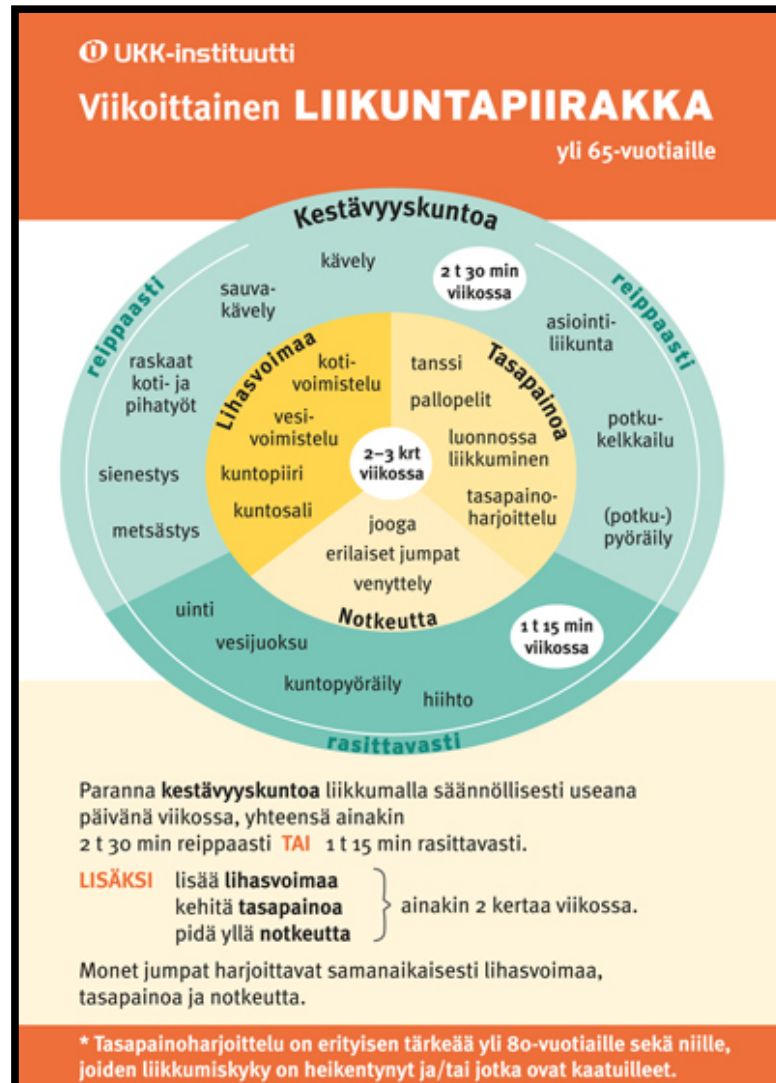 UKK-instituutti
Viikoittainen LIIKUNTAPIIRAKKA
yli 65-vuotiaille
Kestävyyskuntoa
reippaasti
reippaasti
2 t 30 min
viikossa
kävely
sauva-
kävely
raskaat
koti- ja
pihatyöt
sienestys
metsästys
asiointi-
liikunta
potku-
kelkkailu
(potku-)
pyöräily
Lihasvoimaa
koti-
voimistelu
vesi-
voimistelu
kuntopiiri
kuntosali
Tasapainoa
tanssi
pallopelit
luonnossa
liikkuminen
tasapaino-
harjoittelu
2–3 krt
viikossa
jooga
erilaiset jumpat
venyttely
Notkeutta
uinti
vesijuoksu
kuntopyöräily
hiihto
1 t 15 min
viikossa
rasittavasti
Paranna kestävyyskuntoa liikkumalla säännöllisesti useana
päivänä viikossa, yhteensä ainakin
2 t 30 min reippaasti TAI 1 t 15 min rasittavasti.
LISÄKSI lisää lihasvoimaa
kehitä tasapainoa ainakin 2 kertaa viikossa.
pidä yllä notkeutta
Monet jumpat harjoittavat samanaikaisesti lihasvoimaa,
tasapainoa ja notkeutta.
* Tasapainoharjoittelu on erityisen tärkeää yli 80-vuotiaille sekä niille,
joiden liikkumiskyky on heikentynyt ja/tai jotka ovat kaatuilleet.